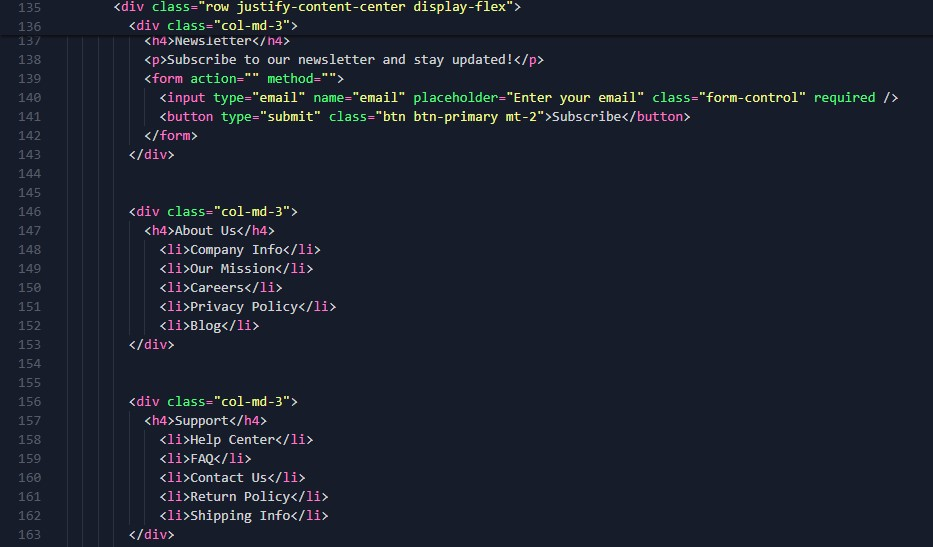 135 <div class="row justify-content-center display-flex">
136 <div class="col-md-3">
137 <h4>Newsletter</h4>
138 <p>Subscribe to our newsletter and stay updated!</p>
139 <form action="" method="">
140 <input type="email" name="email" placeholder="Enter your email" class="form-control" required />
141 <button type="submit" class="btn btn-primary mt-2">Subscribe</button>
142 </form>
143 </div>
144
145
146 <div class="col-md-3">
147 <h4>About Us</h4>
148 <li>Company Info</li>
149 <li>Our Mission</li>
150 <li>Careers</li>
151 <li>Privacy Policy</li>
152 <li>Blog</li>
153 </div>
154
155
156 <div class="col-md-3">
157 <h4>Support</h4>
158 <li>Help Center</li>
159 <li>FAQ</li>
160 <li>Contact Us</li>
161 <li>Return Policy</li>
162 <li>Shipping Info</li>
163 </div>